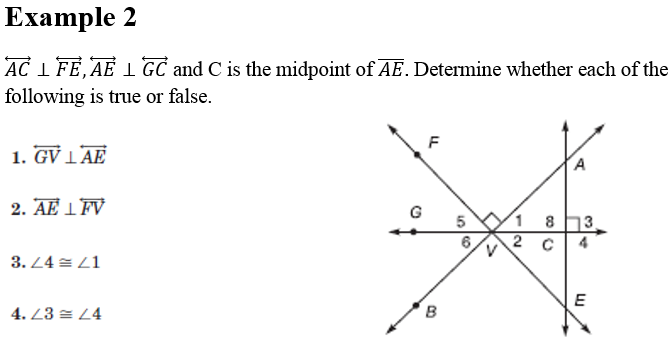 Example 2
AC ⊥ FE, AE ⊥ GC and C is the midpoint of AE. Determine whether each of the
following is true or false.
1. GV ⊥ AE
2. AE ⊥ FV
3. ∠4 ≅ ∠1
4. ∠3 ≅ ∠4
F
A
G
5
1
8
3
6
V
2
C
4
E
B